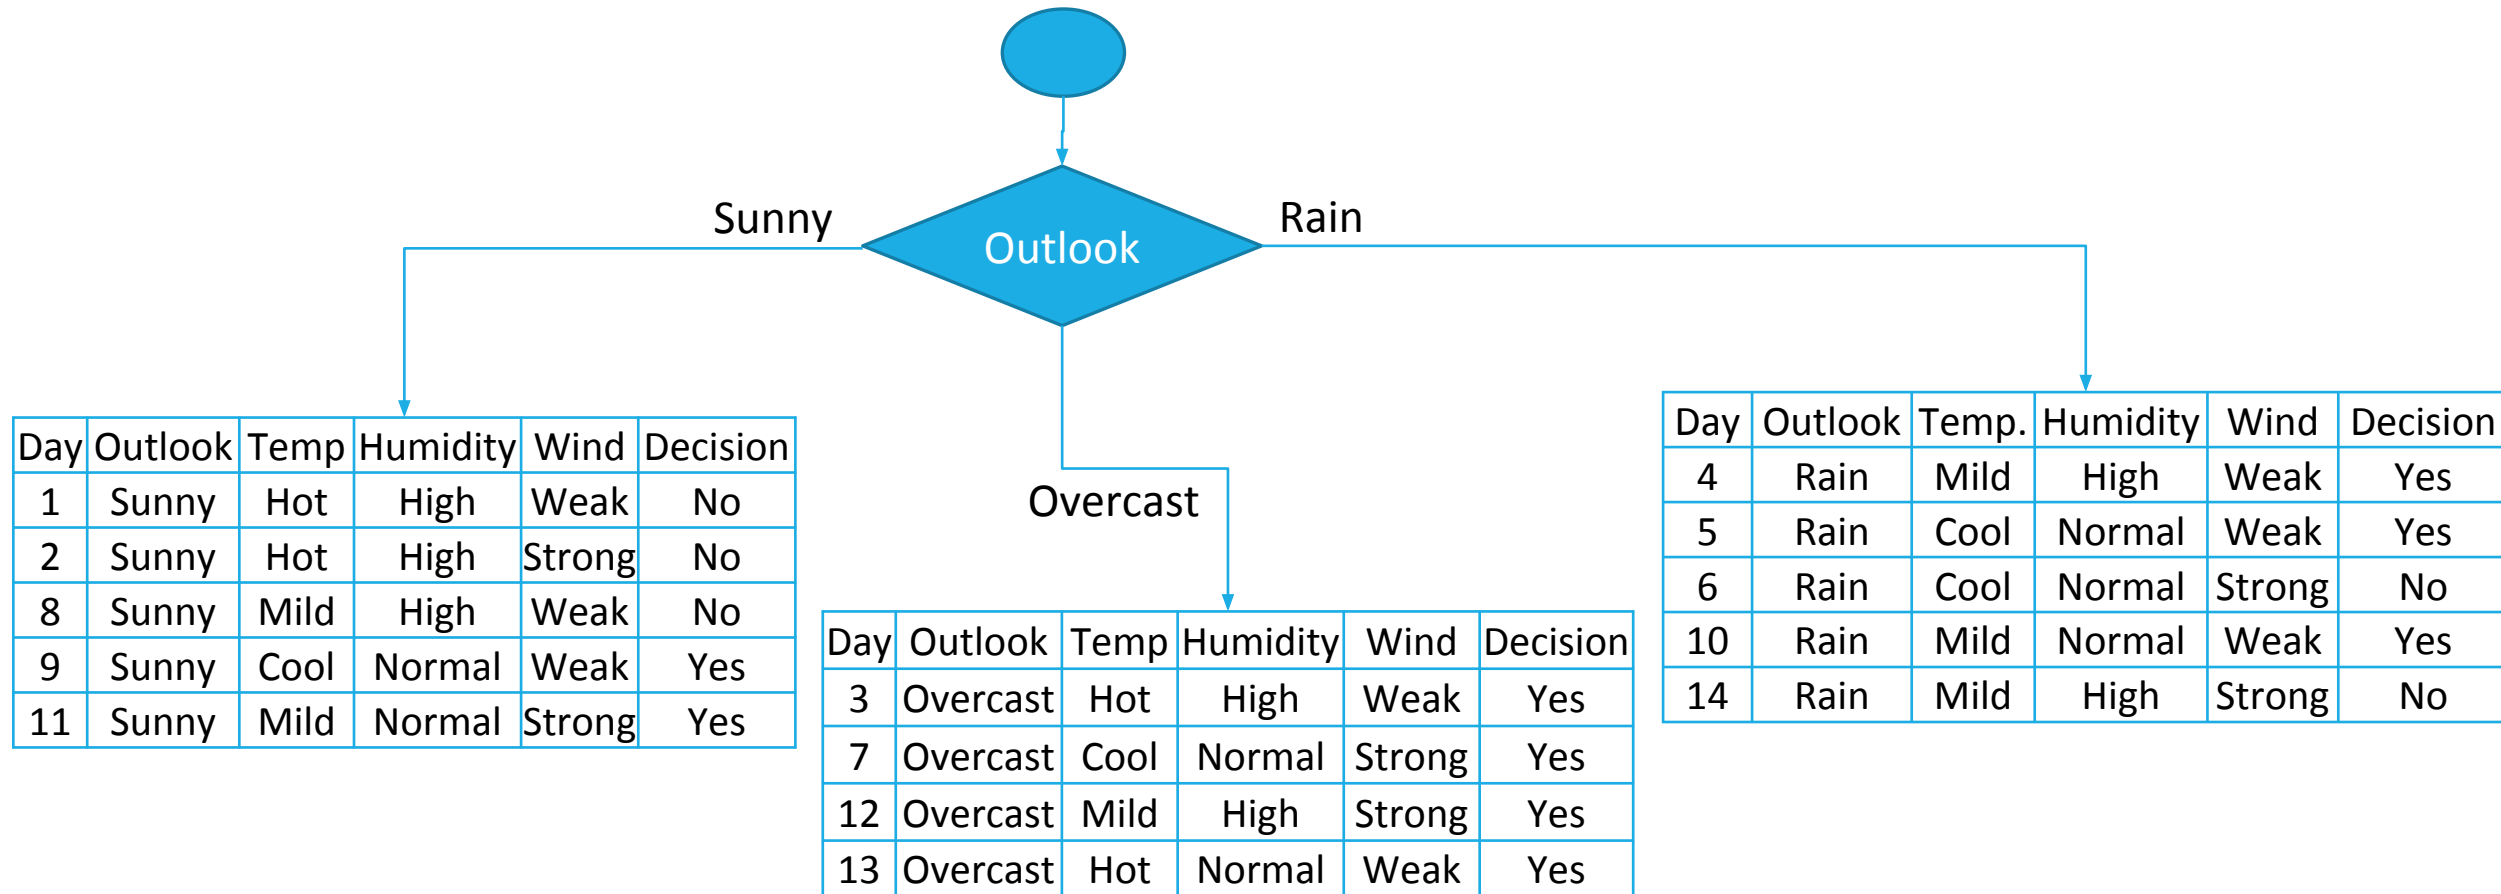 Sunny
Outlook
Rain
Overcast
Day Outlook Temp Humidity Wind Decision
1 Sunny Hot High Weak No
2 Sunny Hot High Strong No
8 Sunny Mild High Weak No
9 Sunny Cool Normal Weak Yes
11 Sunny Mild Normal Strong Yes
Day Outlook Temp Humidity Wind Decision
3 Overcast Hot High Weak Yes
7 Overcast Cool Normal Strong Yes
12 Overcast Mild High Strong Yes
13 Overcast Hot Normal Weak Yes
Day Outlook Temp. Humidity Wind Decision
4 Rain Mild High Weak Yes
5 Rain Cool Normal Weak Yes
6 Rain Cool Normal Strong No
10 Rain Mild Normal Weak Yes
14 Rain Mild High Strong No